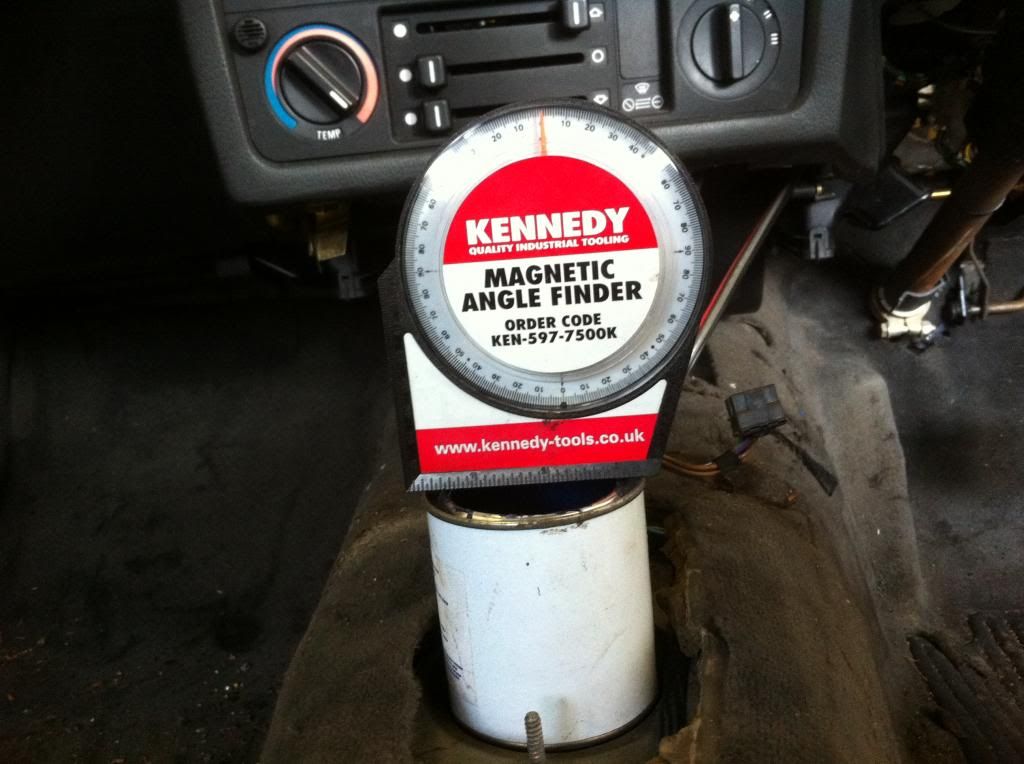 TEMP
KENNEDY
QUALITY INDUSTRIAL TOOLING
MAGNETIC
ANGLE FINDER
ORDER CODE
KEN-597-7500K
www.kennedy-tools.co.uk